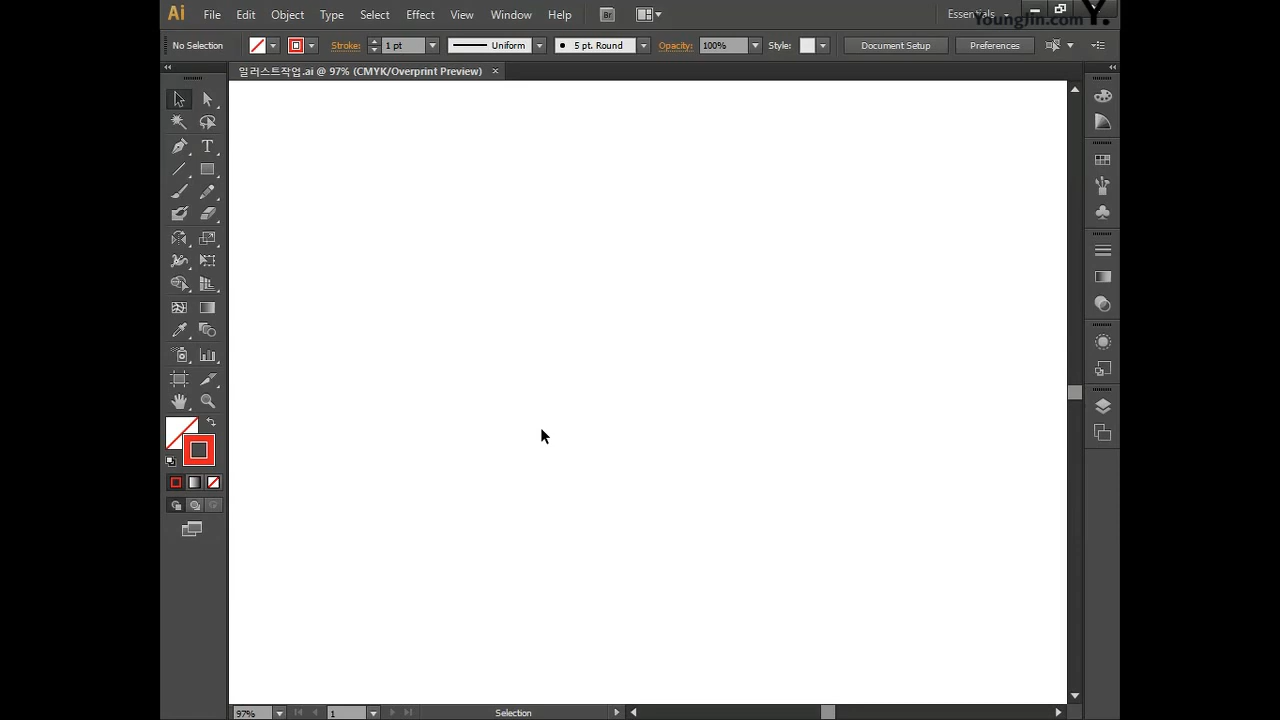 Ai File Edit Object Type Select Effect View Window Help Br Essentials
YoungJin.com Y.
No Selection Stroke: 1 pt Uniform 5 pt. Round Opacity: 100% Style: Document Setup Preferences
일러스트작업.ai @ 97% (CMYK/Overprint Preview)
T
97% 1 Selection